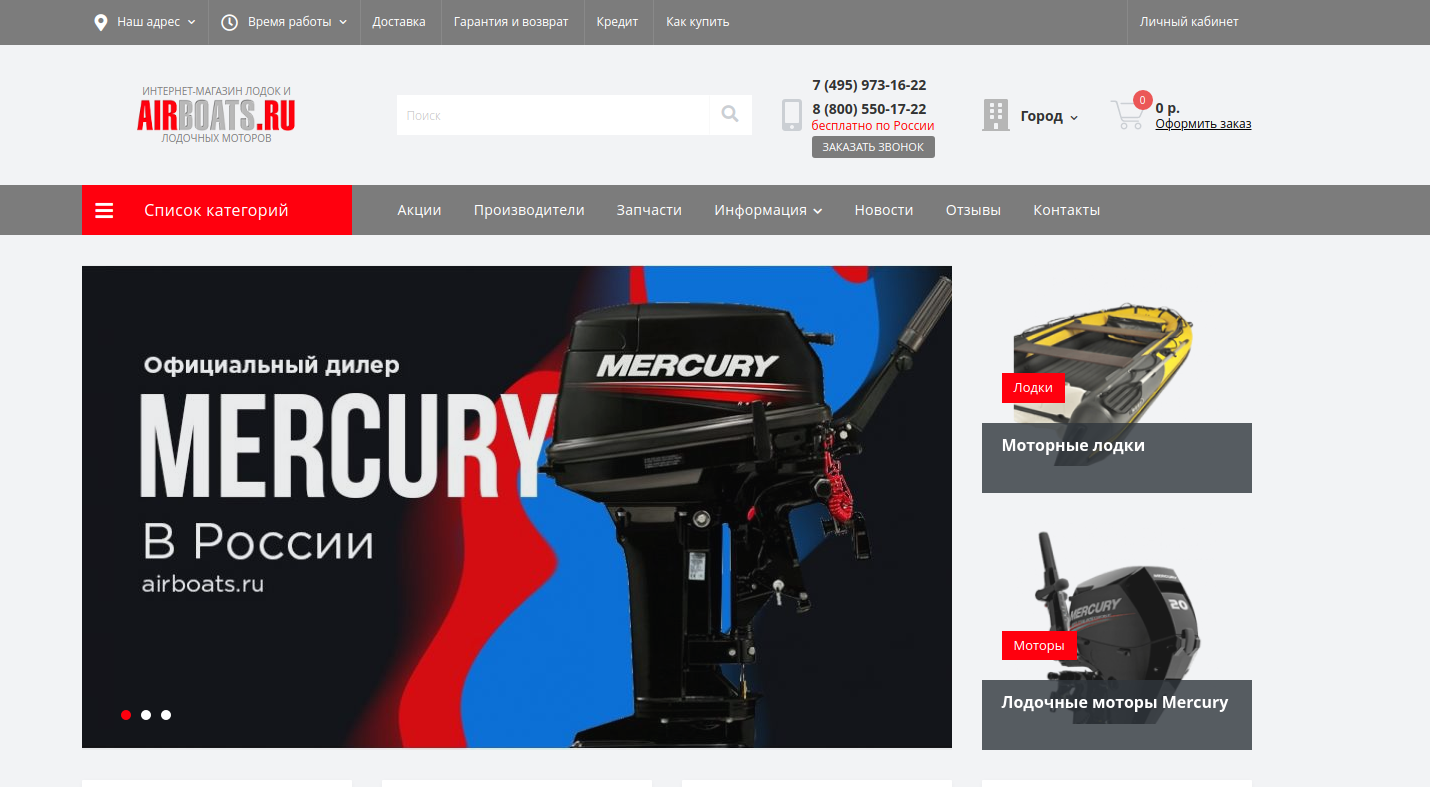 Наш адрес
Время работы
Доставка
Гарантия и возврат
Кредит
Как купить
Личный кабинет
ИНТЕРНЕТ-МАГАЗИН ЛОДОК И
AIRBOATS.RU
ЛОДОЧНЫХ МОТОРОВ
Поиск
7 (495) 973-16-22
8 (800) 550-17-22
бесплатно по России
ЗАКАЗАТЬ ЗВОНОК
Город
0
0 р.
Оформить заказ
Список категорий
Акции
Производители
Запчасти
Информация
Новости
Отзывы
Контакты
Официальный дилер
MERCURY
В России
airboats.ru
MERCURY
Лодки
Моторные лодки
MERCURY
MERCURY
20
Моторы
Лодочные моторы Mercury